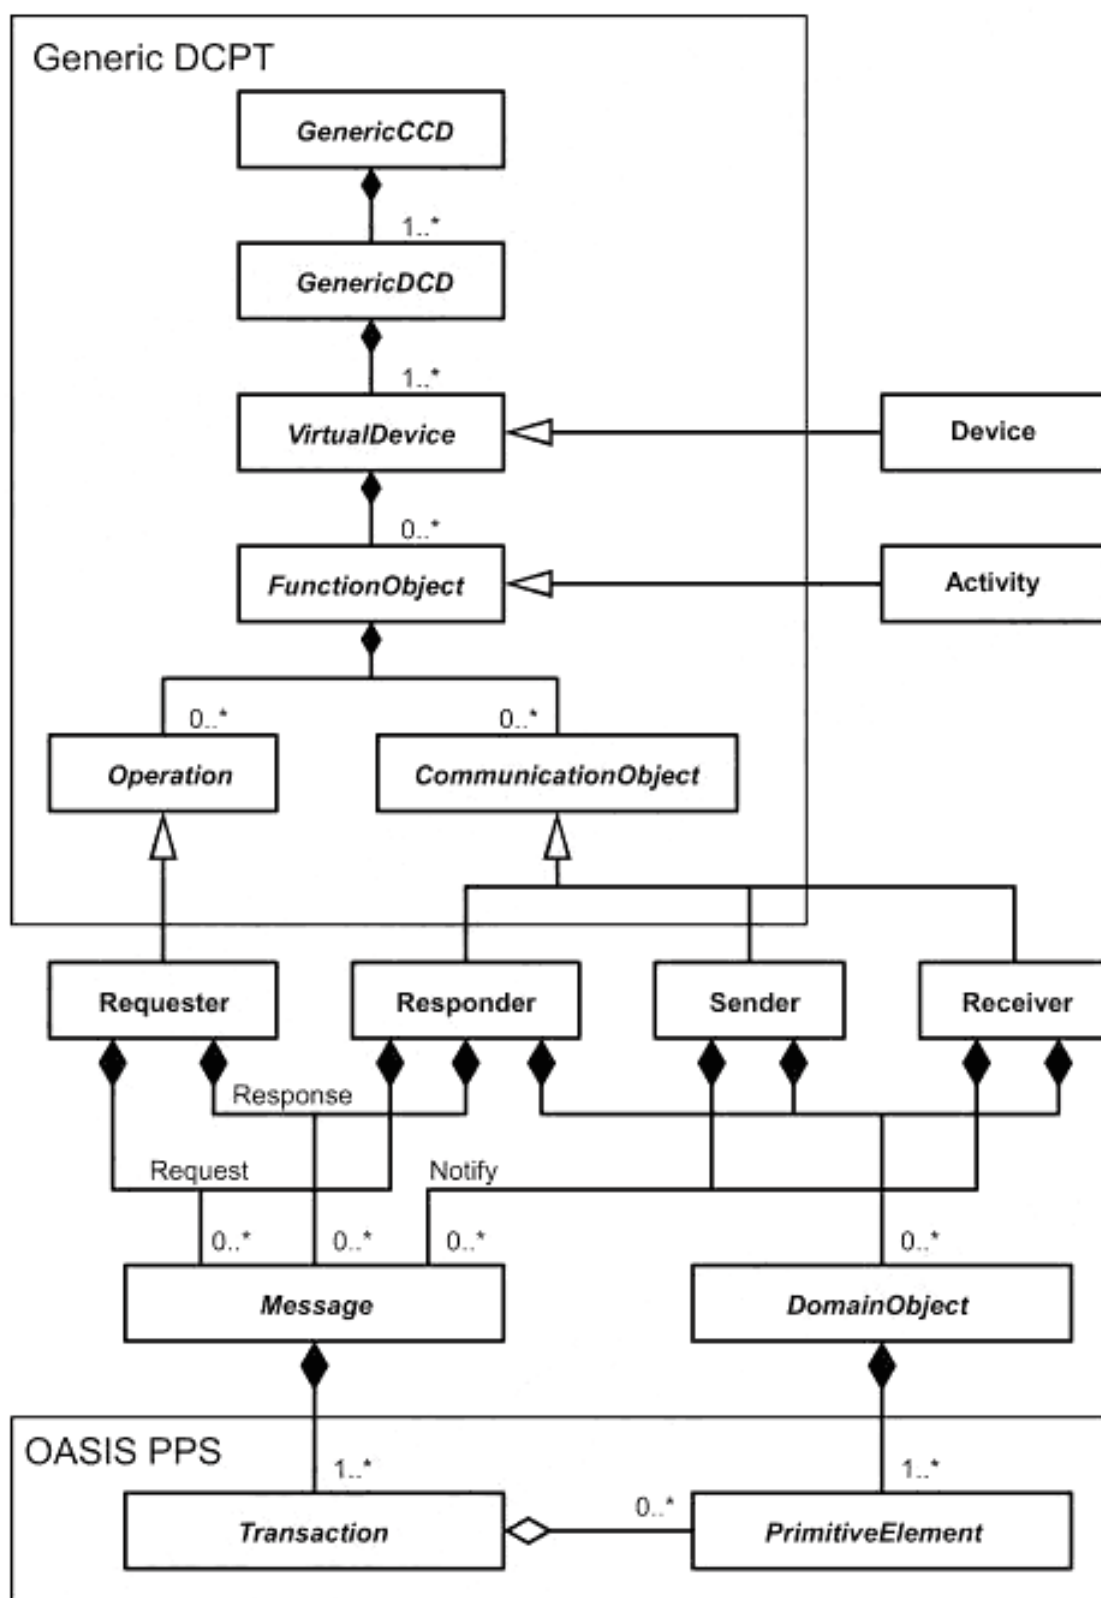 Generic DCPT
GenericCCD
1..*
GenericDCD
1..*
VirtualDevice
Device
0..*
FunctionObject
Activity
0..*
0..*
Operation
CommunicationObject
Requester
Responder
Sender
Receiver
Response
Request
Notify
0..*
0..*
0..*
0..*
Message
DomainObject
OASIS PPS
1..*
1..*
Transaction
0..*
PrimitiveElement